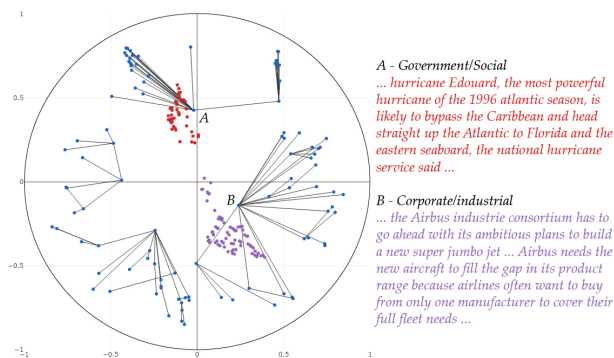 1
0.5
0
−0.5
−1
−0.5
0
0.5
1
−1
A
B
A - Government/Social
... hurricane Edouard, the most powerful
hurricane of the 1996 atlantic season, is
likely to bypass the Caribbean and head
straight up the Atlantic to Florida and the
eastern seaboard, the national hurricane
service said ...
B - Corporate/industrial
... the Airbus industrie consortium has to
go ahead with its ambitious plans to build
a new super jumbo jet ... Airbus needs the
new aircraft to fill the gap in its product
range because airlines often want to buy
from only one manufacturer to cover their
full fleet needs ...